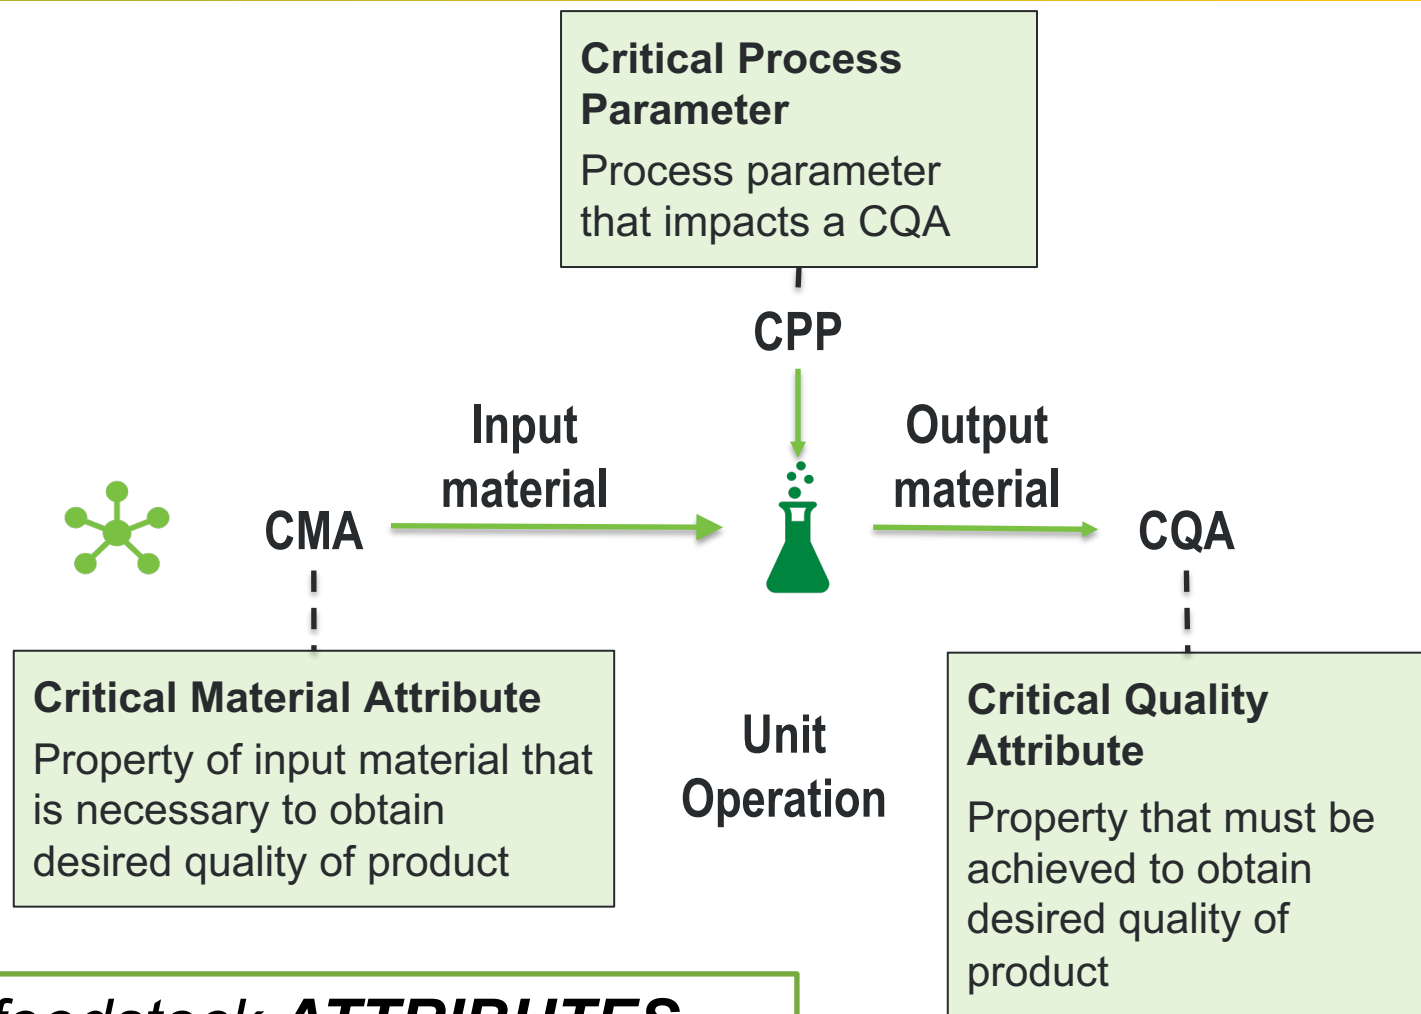 Critical Process
Parameter
Process parameter
that impacts a CQA
CPP
Input
material
Output
material
CMA
CQA
Critical Material Attribute
Property of input material that
is necessary to obtain
desired quality of product
Unit
Operation
Critical Quality
Attribute
Property that must be
achieved to obtain
desired quality of
product
feedstock ATTRIBUTES